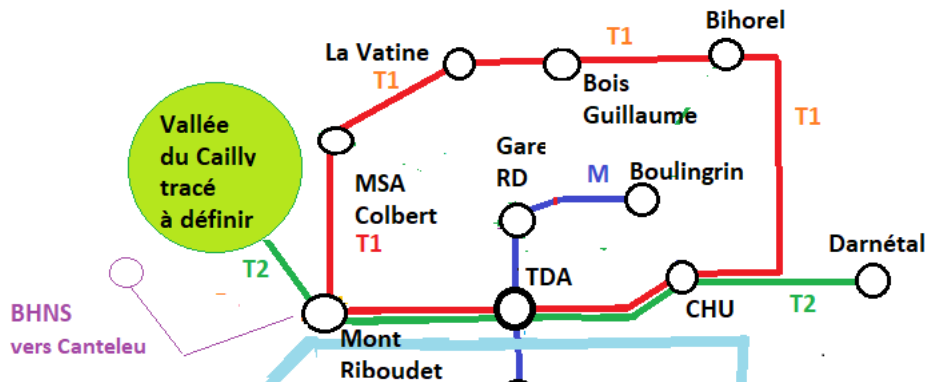 Bihorel
T1
La Vatine
T1
Bois
Guillaume
T1
Vallée
du Cailly
tracé
à définir
Gare
RD
M
Boulingrin
MSA
Colbert
T1
Darnétal
T2
TDA
CHU
T2
BHNS
vers Canteleu
Mont
Riboudet